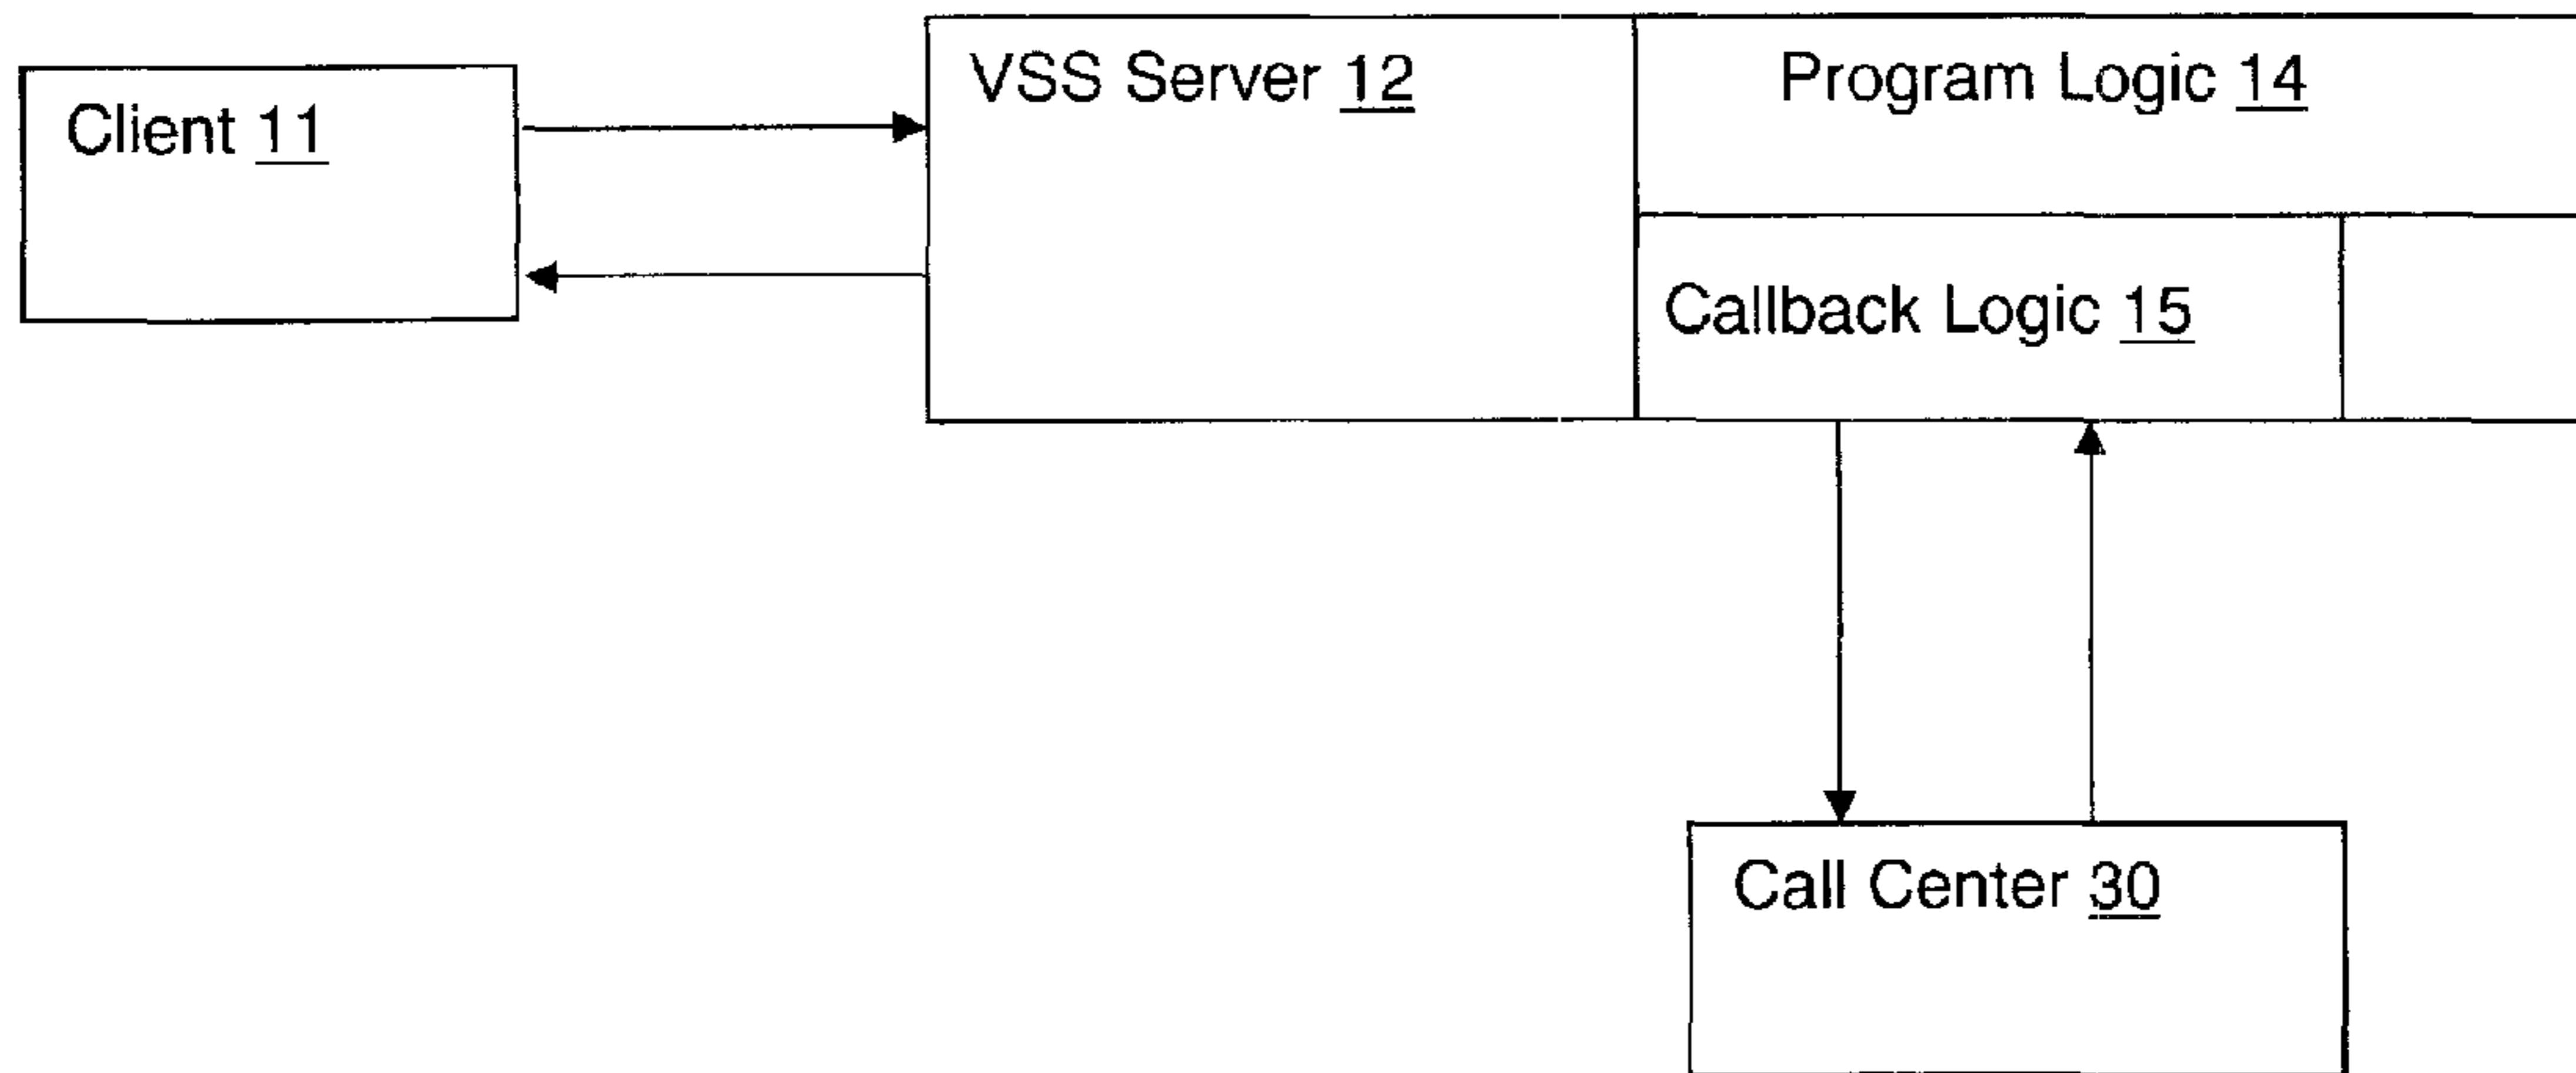 Client 11
VSS Server 12
Program Logic 14
Callback Logic 15
Call Center 30